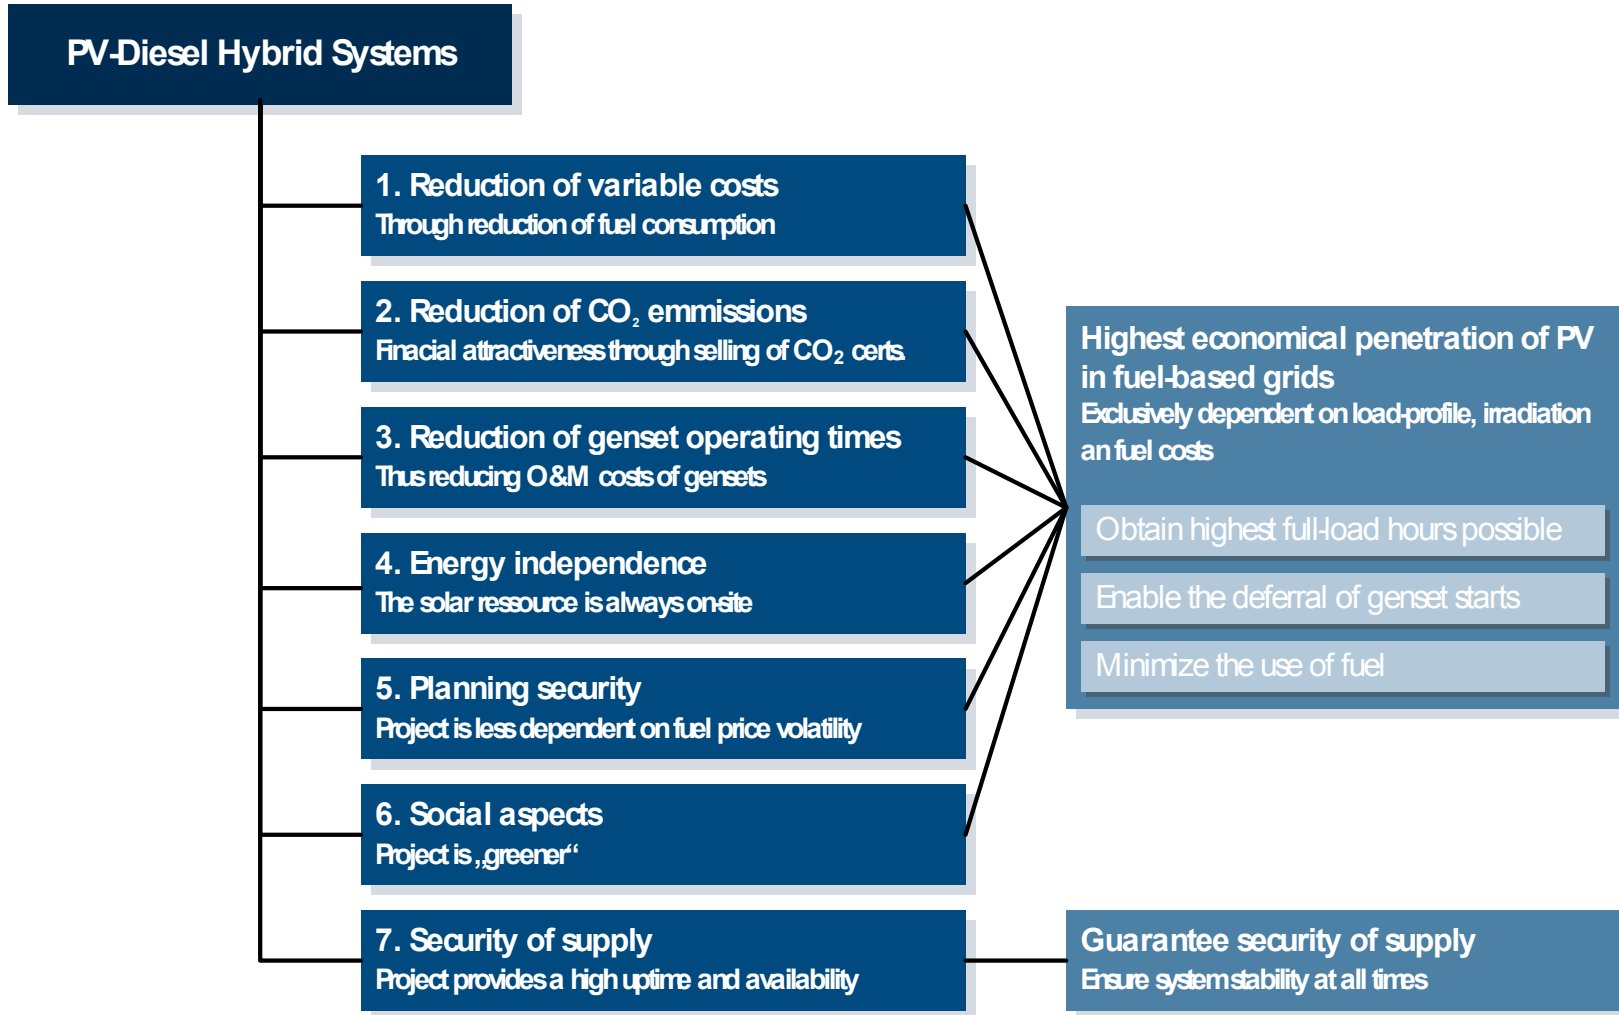 PV-Diesel Hybrid Systems
1. Reduction of variable costs
Through reduction of fuel consumption
2. Reduction of CO₂ emmissions
Finacial attractiveness through selling of CO₂ certs.
3. Reduction of genset operating times
Thus reducing O&M costs of gensets
4. Energy independence
The solar ressource is always on-site
5. Planning security
Project is less dependent on fuel price volatility
6. Social aspects
Project is „greener“
7. Security of supply
Project provides a high uptime and availability
Highest economical penetration of PV
in fuel-based grids
Exclusively dependent on load-profile, irradiation
an fuel costs
Obtain highest full-load hours possible
Enable the deferral of genset starts
Minimize the use of fuel
Guarantee security of supply
Ensure system stability at all times